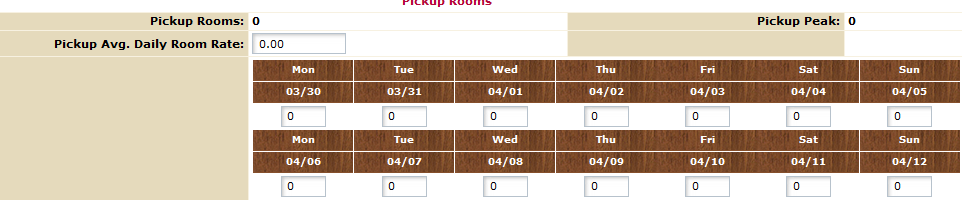 Pickup Rooms
Pickup Rooms: 0 Pickup Peak: 0
Pickup Avg. Daily Room Rate: 0.00
Mon Tue Wed Thu Fri Sat Sun
03/30 03/31 04/01 04/02 04/03 04/04 04/05
0 0 0 0 0 0 0
Mon Tue Wed Thu Fri Sat Sun
04/06 04/07 04/08 04/09 04/10 04/11 04/12
0 0 0 0 0 0 0